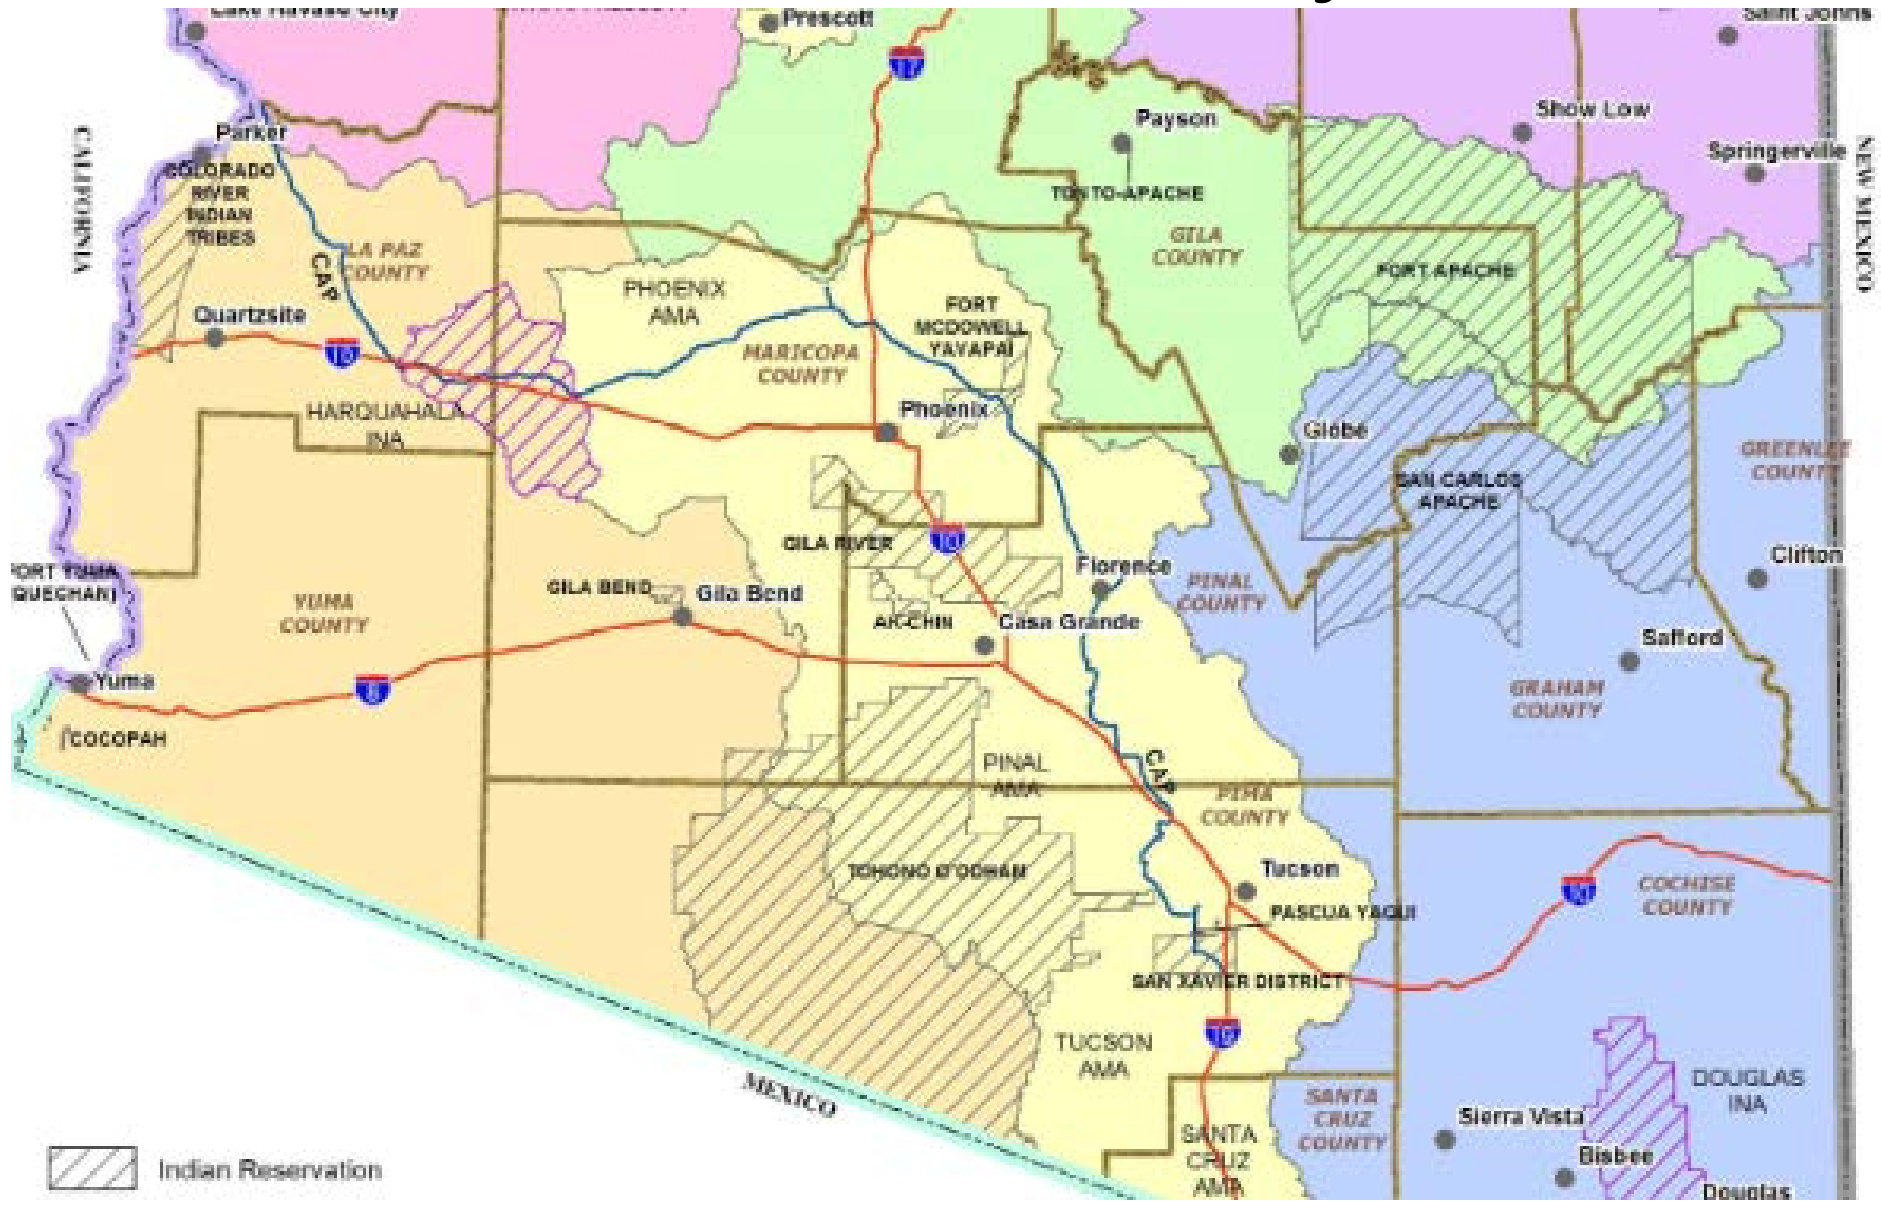 Lake Havasu City
Prescott
Saint Johns
17
Show Low
Payson
Parker
CALIFORNIA
NEW MEXICO
Springerville
COLORADO
RIVER
INDIAN
TRIBES
TONTO-APACHE
LA PAZ
COUNTY
GILA
COUNTY
CAP
FORT APACHE
PHOENIX
AMA
FORT
MCDOWELL
YAVAPAI
Quartzsite
10
MARICOPA
COUNTY
HARQUAHALA
INA
Phoenix
Globe
GREENLEE
COUNTY
SAN CARLOS
APACHE
GILA RIVER
10
Florence
Clifton
FORT YUMA
QUECHAN)
PINAL
COUNTY
YUMA
COUNTY
GILA BEND
Gila Bend
AK-CHIN
Casa Grande
Safford
Yuma
8
GRAHAM
COUNTY
COCOPAH
PINAL
AMA
CAP
PIMA
COUNTY
TOHONO O'ODHAM
Tucson
10
COCHISE
COUNTY
PASCUA YAQUI
SAN XAVIER DISTRICT
19
TUCSON
AMA
MEXICO
SANTA
CRUZ
COUNTY
DOUGLAS
INA
Sierra Vista
SANTA
CRUZ
AMA
Bisbee
Indian Reservation
Douglas